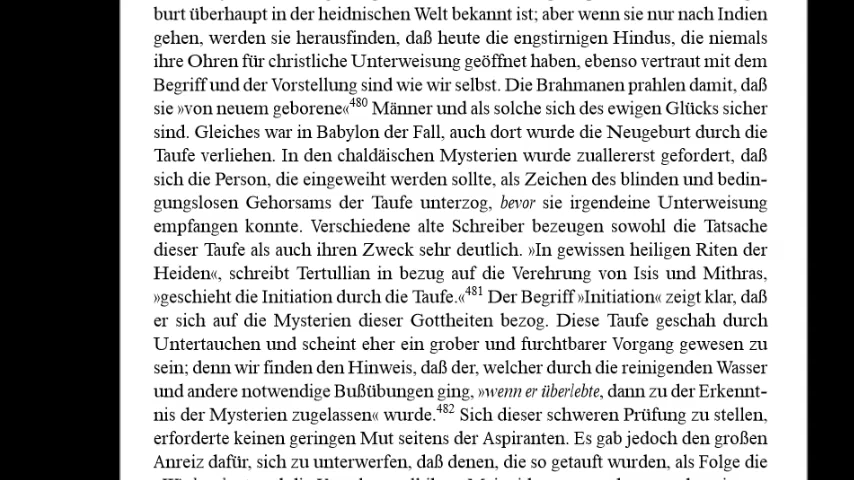 burt überhaupt in der heidnischen Welt bekannt ist; aber wenn sie nur nach Indien
gehen, werden sie herausfinden, daß heute die engstirnigen Hindus, die niemals
ihre Ohren für christliche Unterweisung geöffnet haben, ebenso vertraut mit dem
Begriff und der Vorstellung sind wie wir selbst. Die Brahmanen prahlen damit, daß
sie »von neuem geborene«480 Männer und als solche sich des ewigen Glücks sicher
sind. Gleiches war in Babylon der Fall, auch dort wurde die Neugeburt durch die
Taufe verliehen. In den chaldäischen Mysterien wurde zuallererst gefordert, daß
sich die Person, die eingeweiht werden sollte, als Zeichen des blinden und bedin-
gungslosen Gehorsams der Taufe unterzog, bevor sie irgendeine Unterweisung
empfangen konnte. Verschiedene alte Schreiber bezeugen sowohl die Tatsache
dieser Taufe als auch ihren Zweck sehr deutlich. »In gewissen heiligen Riten der
Heiden«, schreibt Tertullian in bezug auf die Verehrung von Isis und Mithras,
»geschieht die Initiation durch die Taufe.«481 Der Begriff »Initiation« zeigt klar, daß
er sich auf die Mysterien dieser Gottheiten bezog. Diese Taufe geschah durch
Untertauchen und scheint eher ein grober und furchtbarer Vorgang gewesen zu
sein; denn wir finden den Hinweis, daß der, welcher durch die reinigenden Wasser
und andere notwendige Bußübungen ging, »wenn er überlebte, dann zu der Erkennt-
nis der Mysterien zugelassen« wurde.482 Sich dieser schweren Prüfung zu stellen,
erforderte keinen geringen Mut seitens der Aspiranten. Es gab jedoch den großen
Anreiz dafür, sich zu unterwerfen, daß denen, die so getauft wurden, als Folge die